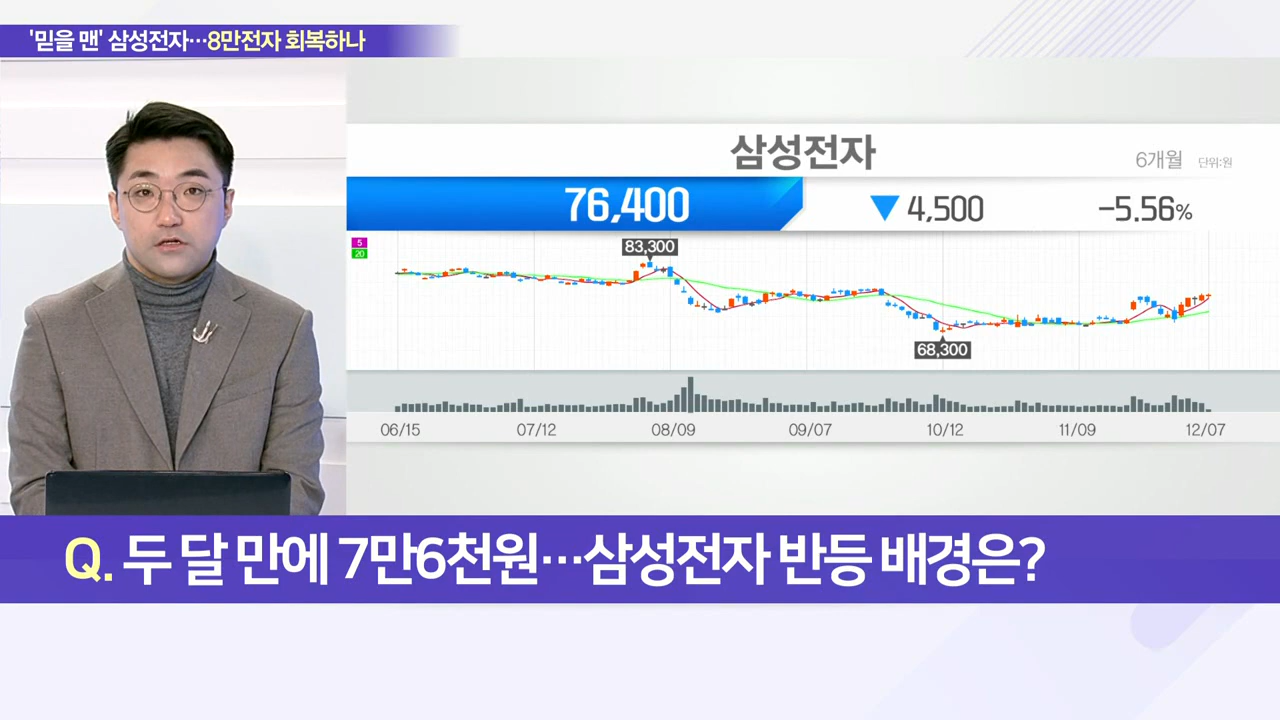 '믿을 맨' 삼성전자…8만전자 회복하나
삼성전자
6개월 단위:원
76,400 ▼4,500 -5.56%
5
20
83,300
68,300
06/15 07/12 08/09 09/07 10/12 11/09 12/07
Q. 두 달 만에 7만6천원…삼성전자 반등 배경은?